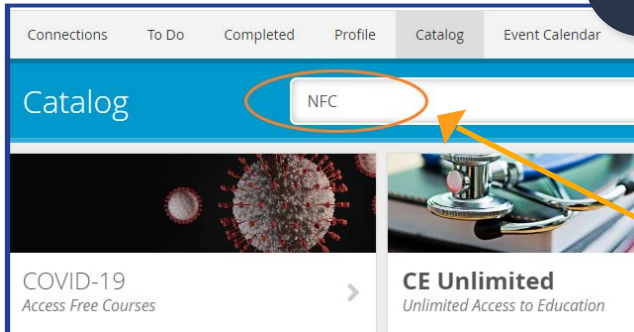 Connections To Do Completed Profile Catalog Event Calendar
Catalog NFC
COVID-19
Access Free Courses
CE Unlimited
Unlimited Access to Education